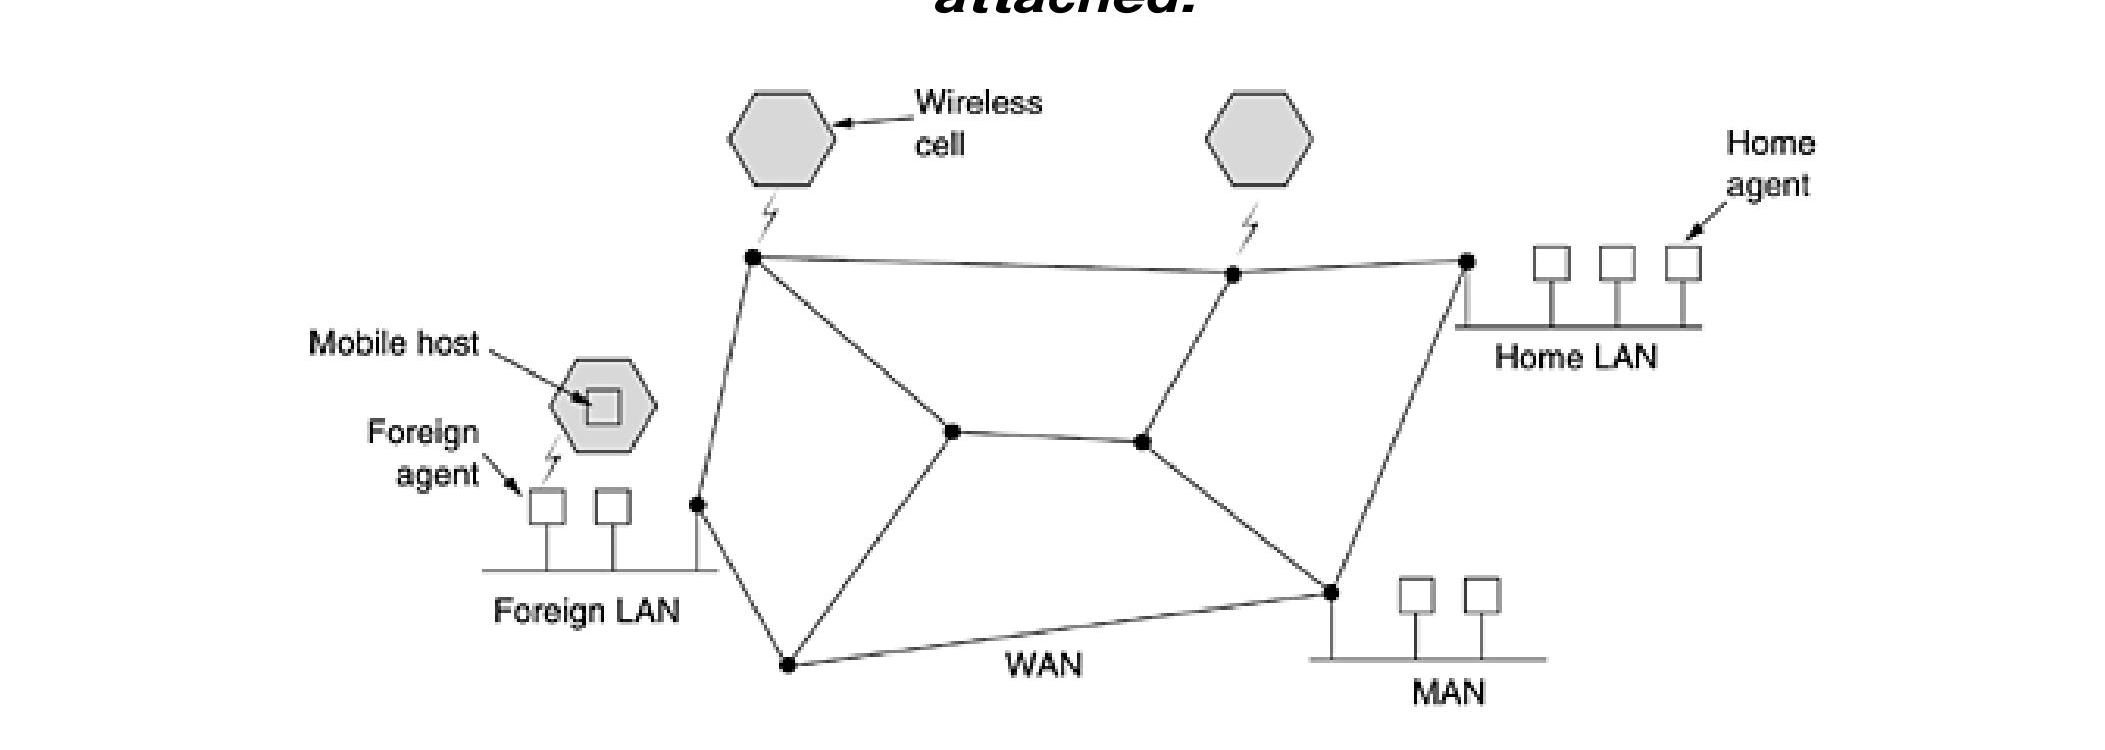 attached.
Wireless
cell
Home
agent
Mobile host
Home LAN
Foreign
agent
Foreign LAN
WAN
MAN